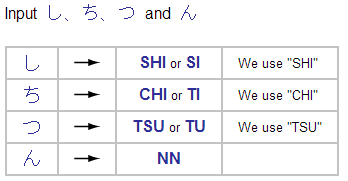 Input し、ち、つ and ん
し → SHI or SI We use "SHI"
ち → CHI or TI We use "CHI"
つ → TSU or TU We use "TSU"
ん → NN